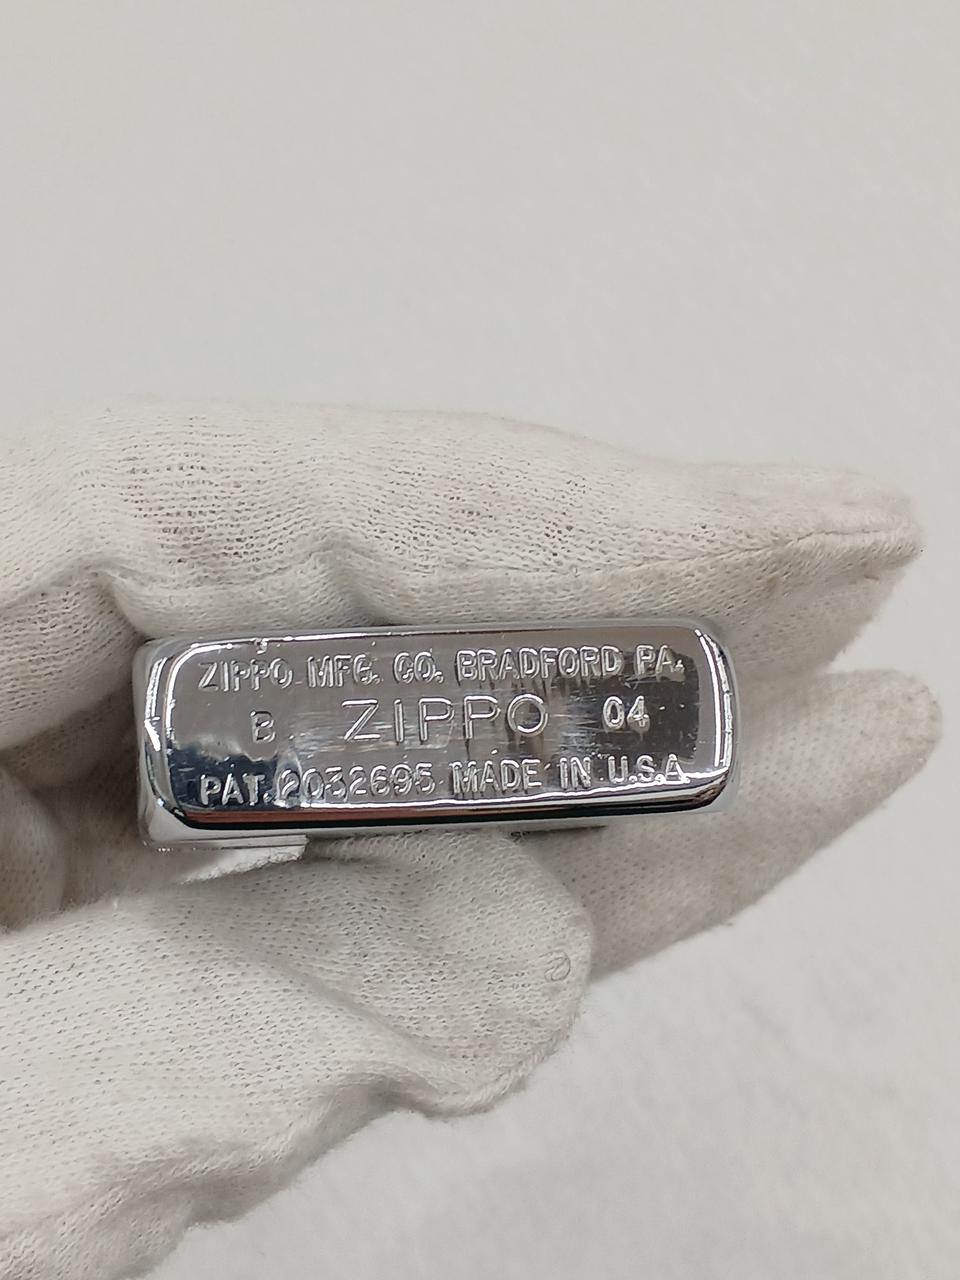 ZIPPO MFG. CO. BRADFORD PA.
B ZIPPO 04
PAT. 2032695 MADE IN U.S.A